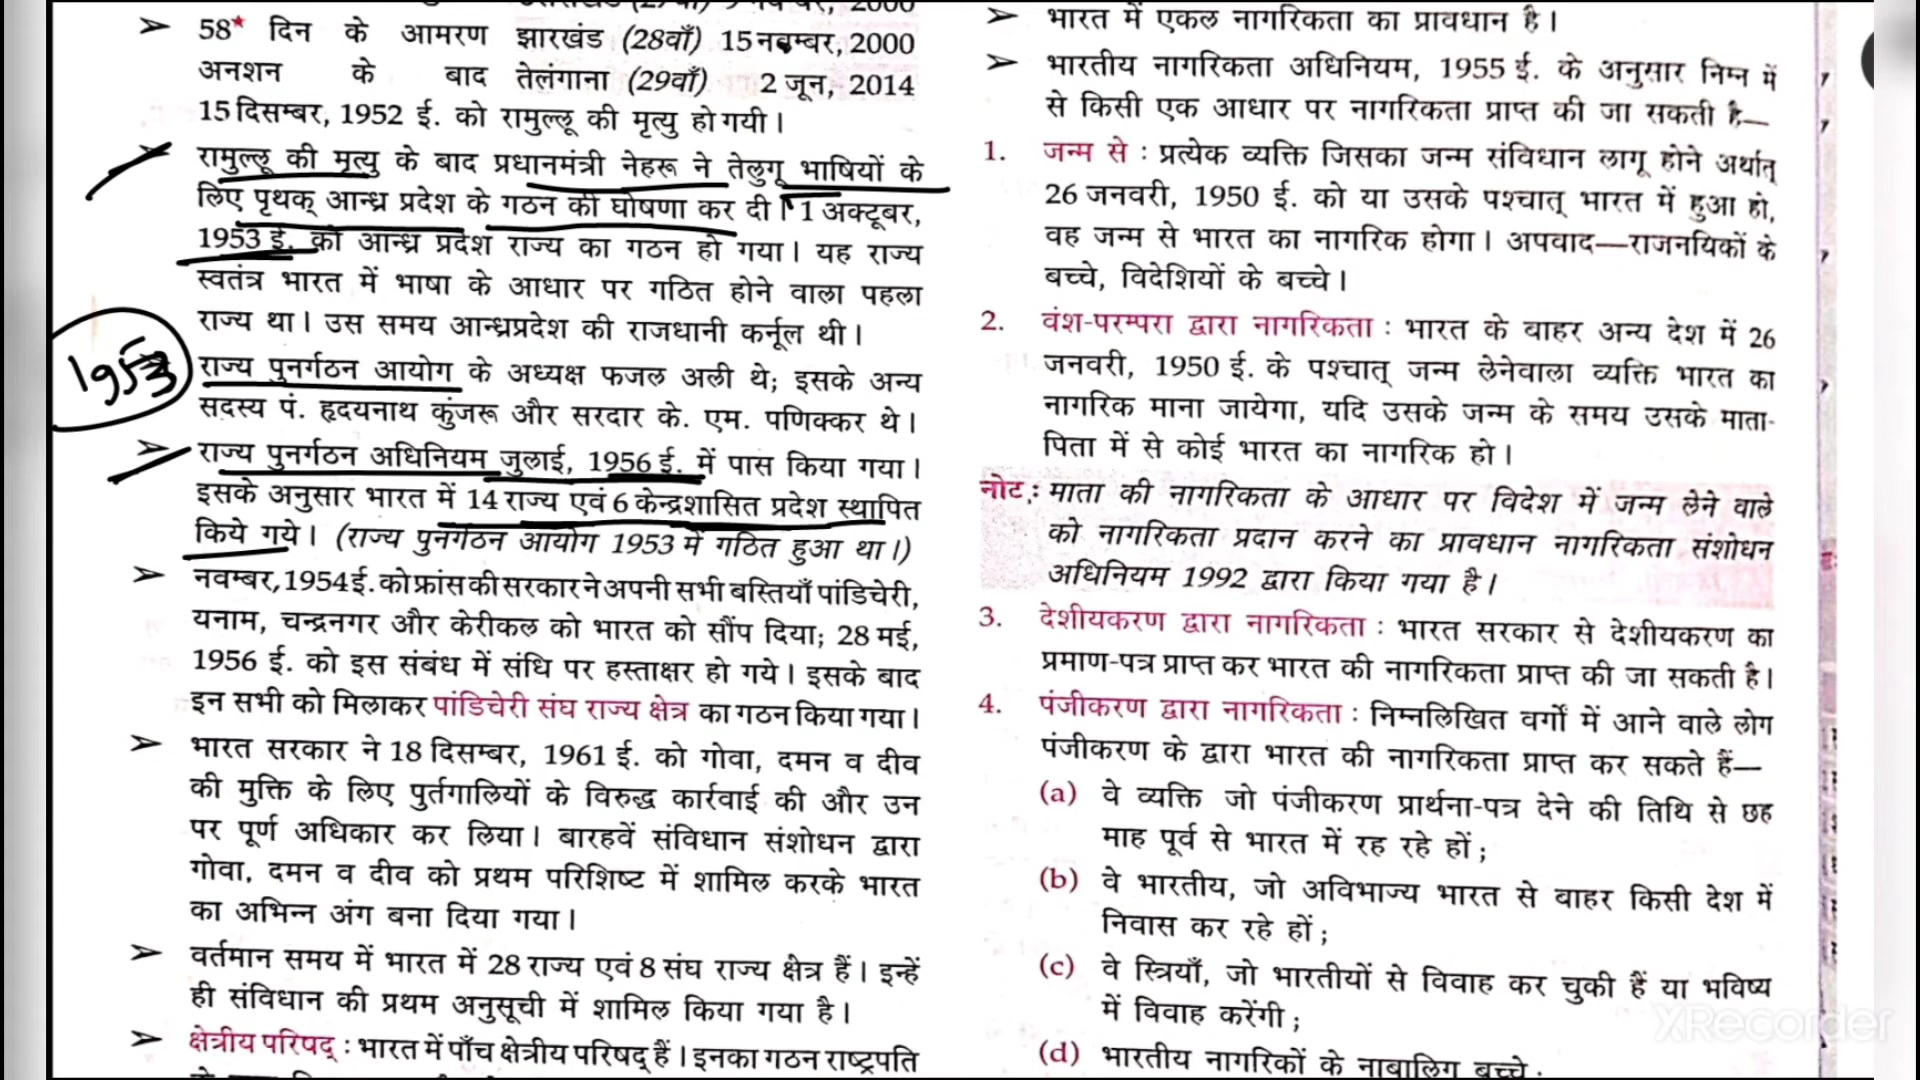 58* दिन के आमरण झारखंड (28वाँ) 15 नवम्बर, 2000
अनशन के बाद तेलंगाना (29वाँ) 2 जून, 2014
15 दिसम्बर, 1952 ई. को रामुल्लू की मृत्यु हो गयी।
रामुल्लू की मृत्यु के बाद प्रधानमंत्री नेहरू ने तेलुगू भाषियों के
लिए पृथक् आन्ध्र प्रदेश के गठन की घोषणा कर दी। 1 अक्टूबर,
1953 ई. को आन्ध्र प्रदेश राज्य का गठन हो गया। यह राज्य
स्वतंत्र भारत में भाषा के आधार पर गठित होने वाला पहला
राज्य था। उस समय आन्ध्रप्रदेश की राजधानी कर्नूल थी।
1953
राज्य पुनर्गठन आयोग के अध्यक्ष फजल अली थे; इसके अन्य
सदस्य पं. हृदयनाथ कुंजरू और सरदार के. एम. पणिक्कर थे।
राज्य पुनर्गठन अधिनियम जुलाई, 1956 ई. में पास किया गया।
इसके अनुसार भारत में 14 राज्य एवं 6 केन्द्रशासित प्रदेश स्थापित
किये गये। (राज्य पुनर्गठन आयोग 1953 में गठित हुआ था।)
नवम्बर, 1954 ई. को फ्रांस की सरकार ने अपनी सभी बस्तियाँ पांडिचेरी,
यनाम, चन्द्रनगर और केरीकल को भारत को सौंप दिया; 28 मई,
1956 ई. को इस संबंध में संधि पर हस्ताक्षर हो गये। इसके बाद
इन सभी को मिलाकर पांडिचेरी संघ राज्य क्षेत्र का गठन किया गया।
भारत सरकार ने 18 दिसम्बर, 1961 ई. को गोवा, दमन व दीव
की मुक्ति के लिए पुर्तगालियों के विरुद्ध कार्रवाई की और उन
पर पूर्ण अधिकार कर लिया। बारहवें संविधान संशोधन द्वारा
गोवा, दमन व दीव को प्रथम परिशिष्ट में शामिल करके भारत
का अभिन्न अंग बना दिया गया।
वर्तमान समय में भारत में 28 राज्य एवं 8 संघ राज्य क्षेत्र हैं। इन्हें
ही संविधान की प्रथम अनुसूची में शामिल किया गया है।
क्षेत्रीय परिषद् : भारत में पाँच क्षेत्रीय परिषद् हैं। इनका गठन राष्ट्रपति
भारत में एकल नागरिकता का प्रावधान है।
भारतीय नागरिकता अधिनियम, 1955 ई. के अनुसार निम्न में
से किसी एक आधार पर नागरिकता प्राप्त की जा सकती है—
1. जन्म से : प्रत्येक व्यक्ति जिसका जन्म संविधान लागू होने अर्थात्
26 जनवरी, 1950 ई. को या उसके पश्चात् भारत में हुआ हो,
वह जन्म से भारत का नागरिक होगा। अपवाद—राजनयिकों के
बच्चे, विदेशियों के बच्चे।
2. वंश-परम्परा द्वारा नागरिकता : भारत के बाहर अन्य देश में 26
जनवरी, 1950 ई. के पश्चात् जन्म लेनेवाला व्यक्ति भारत का
नागरिक माना जायेगा, यदि उसके जन्म के समय उसके माता-
पिता में से कोई भारत का नागरिक हो।
नोट : माता की नागरिकता के आधार पर विदेश में जन्म लेने वाले
को नागरिकता प्रदान करने का प्रावधान नागरिकता संशोधन
अधिनियम 1992 द्वारा किया गया है।
3. देशीयकरण द्वारा नागरिकता : भारत सरकार से देशीयकरण का
प्रमाण-पत्र प्राप्त कर भारत की नागरिकता प्राप्त की जा सकती है।
4. पंजीकरण द्वारा नागरिकता : निम्नलिखित वर्गों में आने वाले लोग
पंजीकरण के द्वारा भारत की नागरिकता प्राप्त कर सकते हैं—
(a) वे व्यक्ति जो पंजीकरण प्रार्थना-पत्र देने की तिथि से छह
माह पूर्व से भारत में रह रहे हों ;
(b) वे भारतीय, जो अविभाज्य भारत से बाहर किसी देश में
निवास कर रहे हों ;
(c) वे स्त्रियाँ, जो भारतीयों से विवाह कर चुकी हैं या भविष्य
में विवाह करेंगी ;
(d) भारतीय नागरिकों के नाबालिग बच्चे ;
XRecorder